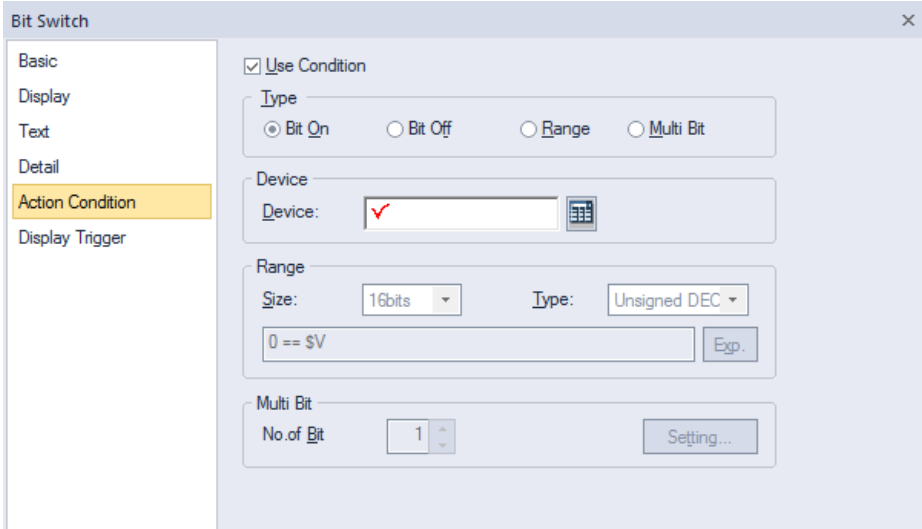 Bit Switch
Basic
Display
Text
Detail
Action Condition
Display Trigger
Use Condition
Type
Bit On Bit Off Range Multi Bit
Device
Device:
Range
Size: 16bits Type: Unsigned DEC
0 == $V Exp.
Multi Bit
No.of Bit 1 Setting...